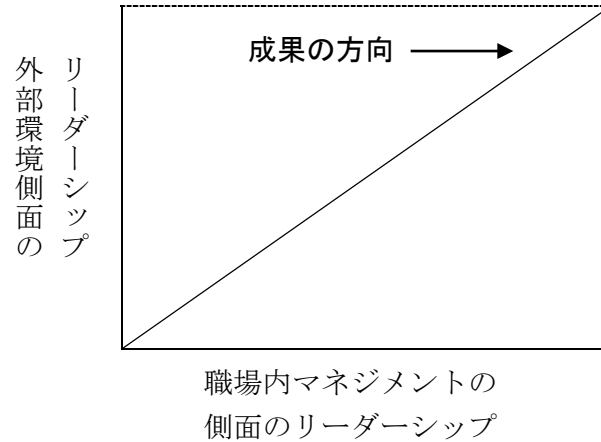 成果の方向
外部環境側面の
リーダーシップ
職場内マネジメントの
側面のリーダーシップ